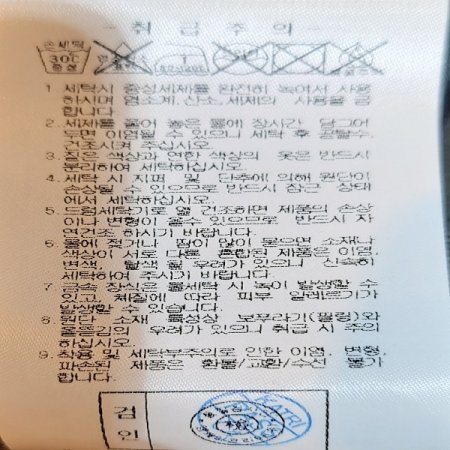 - 취 급 주 의 -
손세탁
30℃
중성
1. 세탁시 중성세제를 완전히 녹여서 사용
하시며 염소계, 산소, 세제의 사용을 금
합니다.
2. 세제를 풀어 놓은 물에 장시간 담그어
두면 이염될 수 있으니 세탁 후 곧탈수,
건조시켜 주십시오.
3. 짙은 색상과 연한 색상의 옷은 반드시
분리하여 세탁하십시오.
4. 세탁 시 지퍼 및 단추에 의해 원단이
손상될 수 있으므로 반드시 잠근 상태
에서 세탁하십시오.
5. 드럼세탁기로 열 건조하면 제품의 손상
이나 변형이 올수 있으므로 반드시 자
연건조 하시기 바랍니다.
6. 물에 젖거나 땀이 많이 묻으면 소재나
색상이 서로 다른 혼합된 제품은 이염,
변색, 탈색 될 우려가 있으니 신속히
세탁하여 주시기 바랍니다.
7. 금속 장식은 물세탁 시 녹이 발생할 수
있고, 체질에 따라 피부 알레르기가
발생할 수 있습니다.
8. 원단 소재 특성상 보푸라기(필링)와
올뜯김의 우려가 있으니 취급 시 주의
하십시오.
9. 착용 및 세탁부주의로 인한 이염, 변형,
파손된 제품은 환불/교환/수선 불가
합니다.
검
인
KATRI